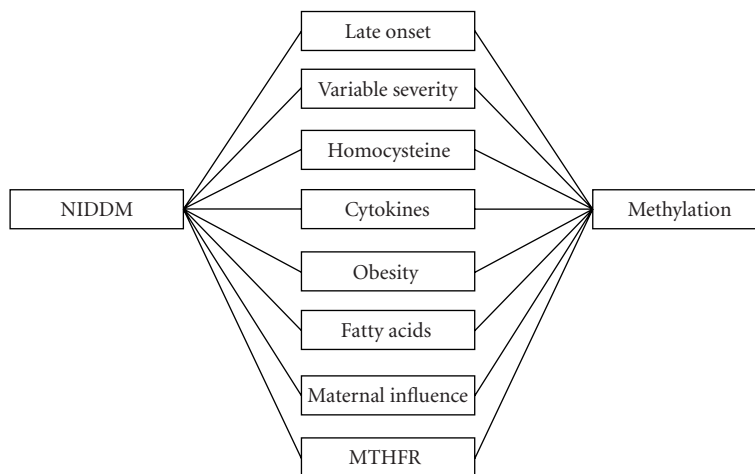 Late onset
Variable severity
Homocysteine
NIDDM
Cytokines
Methylation
Obesity
Fatty acids
Maternal influence
MTHFR